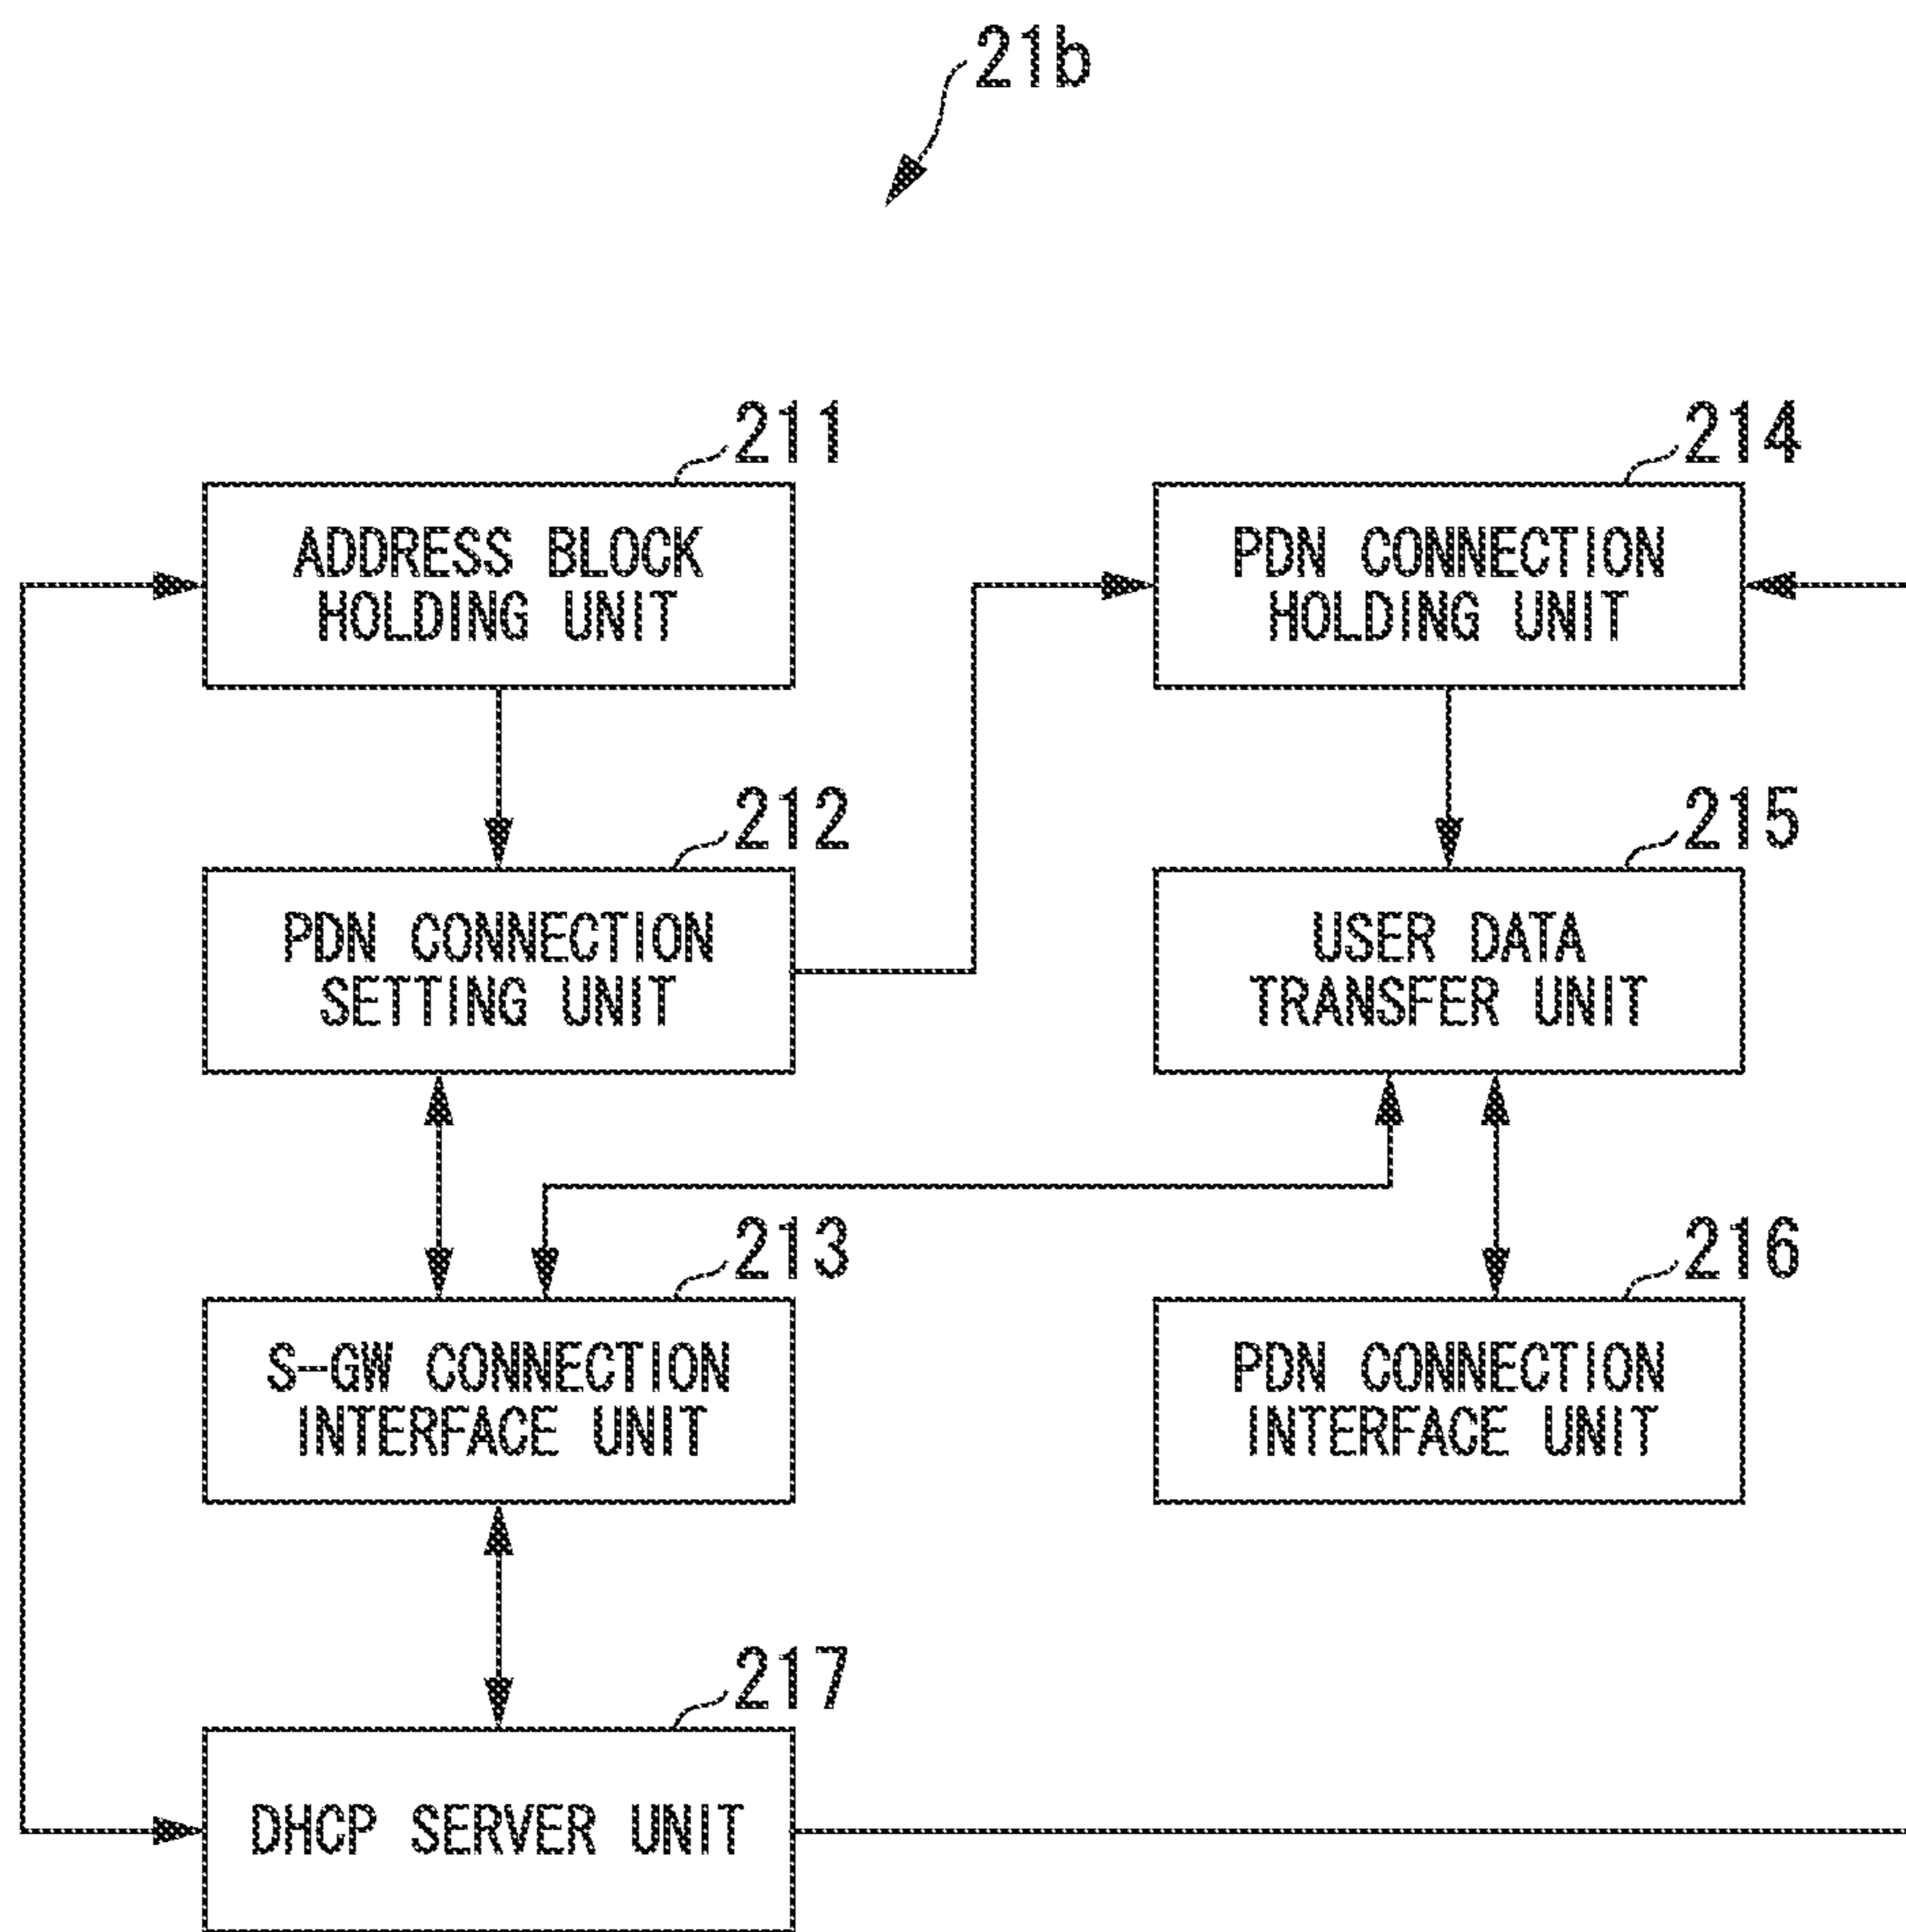 21b
211
ADDRESS BLOCK
HOLDING UNIT
214
PDN CONNECTION
HOLDING UNIT
212
PDN CONNECTION
SETTING UNIT
215
USER DATA
TRANSFER UNIT
213
S-GW CONNECTION
INTERFACE UNIT
216
PDN CONNECTION
INTERFACE UNIT
217
DHCP SERVER UNIT